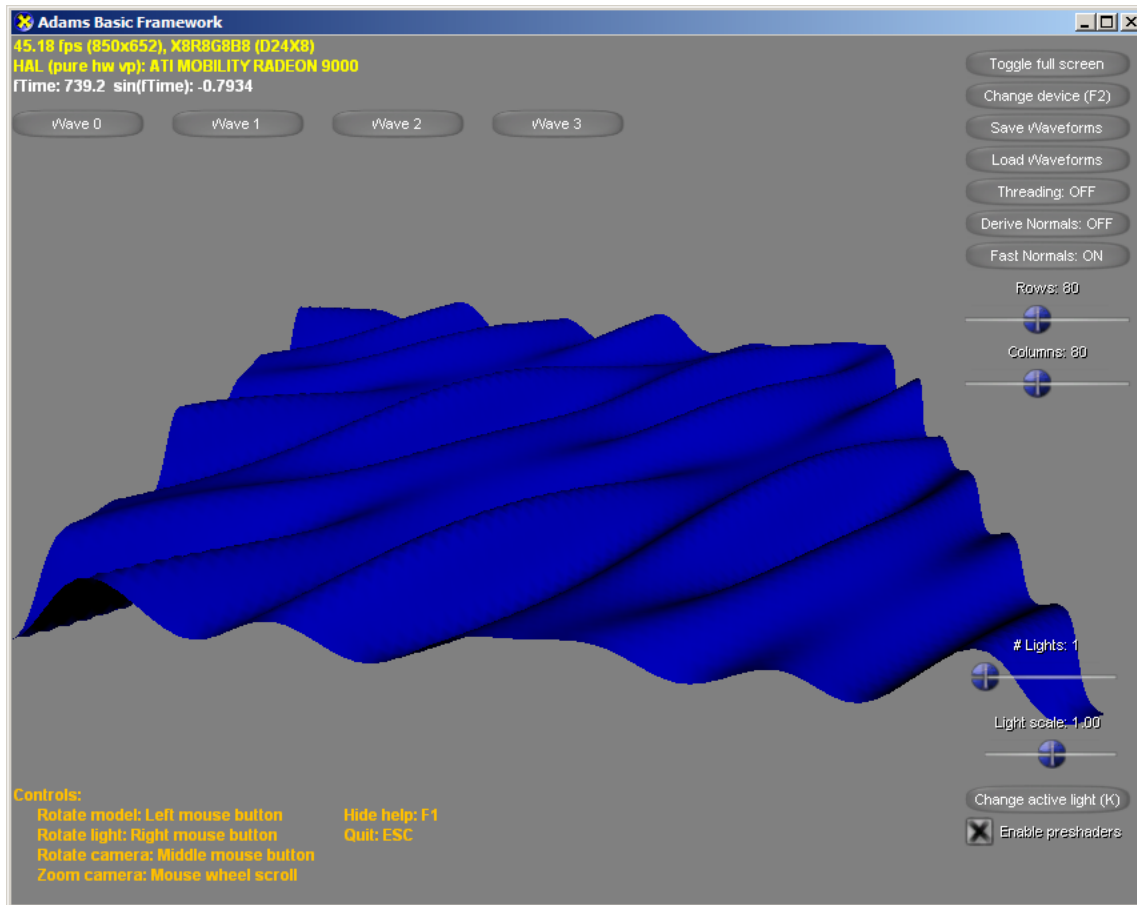 Adams Basic Framework
45.18 fps (850x652), X8R8G8B8 (D24X8)
HAL (pure hw vp): ATI MOBILITY RADEON 9000
fTime: 739.2 sin(fTime): -0.7934
Wave 0 Wave 1 Wave 2 Wave 3
Toggle full screen
Change device (F2)
Save Waveforms
Load Waveforms
Threading: OFF
Derive Normals: OFF
Fast Normals: ON
Rows: 80
Columns: 80
# Lights: 1
Light scale: 1.00
Change active light (K)
Enable preshaders
Controls:
Rotate model: Left mouse button Hide help: F1
Rotate light: Right mouse button Quit: ESC
Rotate camera: Middle mouse button
Zoom camera: Mouse wheel scroll